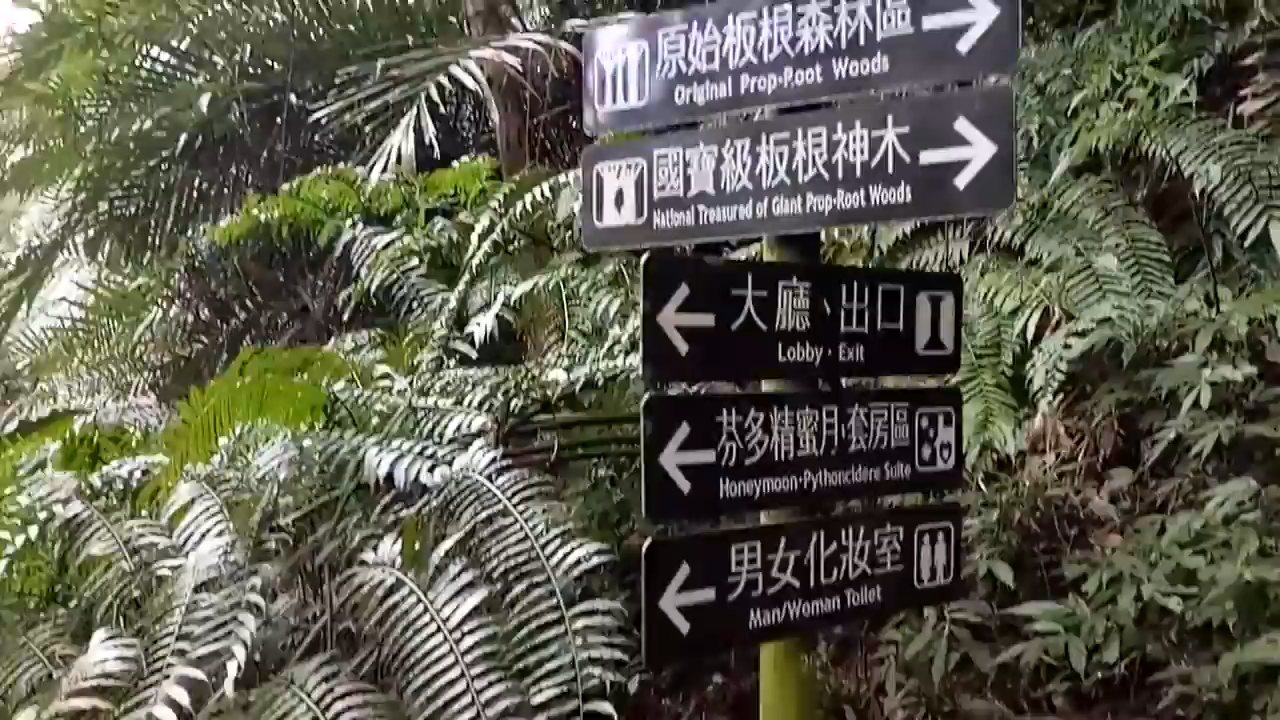 原始板根森林區
Original Prop-Root Woods
國寶級板根神木
National Treasured of Giant Prop-Root Woods
大廳、出口
Lobby · Exit
芬多精蜜月·套房區
Honeymoon·Pythoncidere Suite
男女化妝室
Man/Woman Toilet